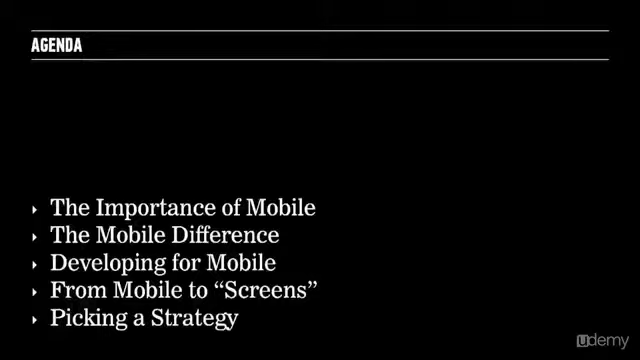 AGENDA
‣ The Importance of Mobile
‣ The Mobile Difference
‣ Developing for Mobile
‣ From Mobile to “Screens”
‣ Picking a Strategy
udemy